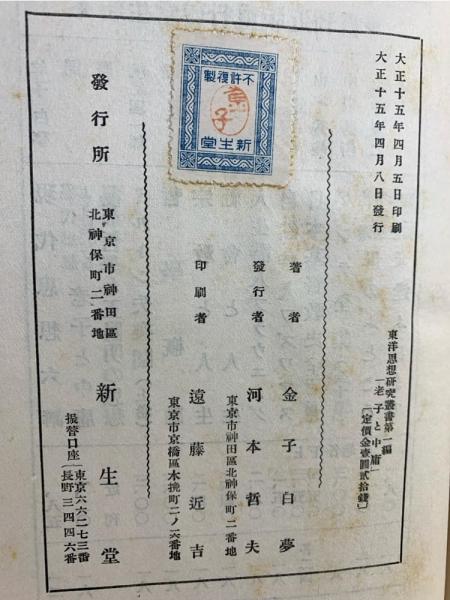 大正十五年四月五日印刷
大正十五年四月八日發行
東洋思想研究叢書第一編
「老子と中庸」
〔定價金壹圓貳拾錢〕
不許複製
金子
新生堂
著者 金子白夢
發行者 河本哲夫
東京市神田區北神保町二番地
印刷者 遠藤近吉
東京市京橋區木挽町二ノ六番地
發行所
東京市神田區
北神保町二番地
新生堂
振替口座
東京六六二七三番
長野三四四六番